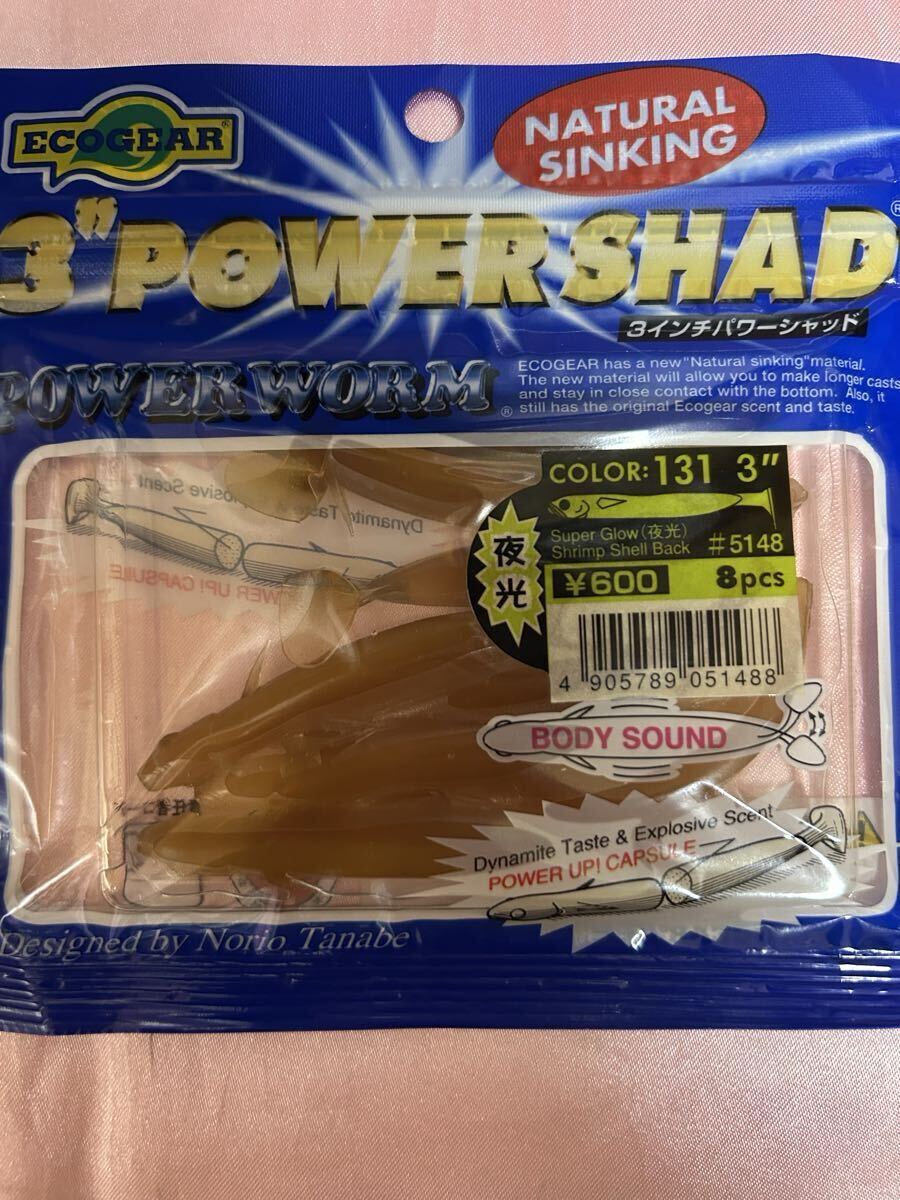 ECOGEAR®
NATURAL
SINKING
3" POWER SHAD®
3インチパワーシャッド
POWER WORM®
ECOGEAR has a new "Natural sinking" material.
The new material will allow you to make longer casts
and stay in close contact with the bottom. Also, it
still has the original Ecogear scent and taste.
COLOR: 131 3"
夜光
Super Glow (夜光)
Shrimp Shell Back #5148
¥600 8pcs
4 905789 051488
BODY SOUND
Dynamite Taste & Explosive Scent
POWER UP! CAPSULE
Designed by Norio Tanabe